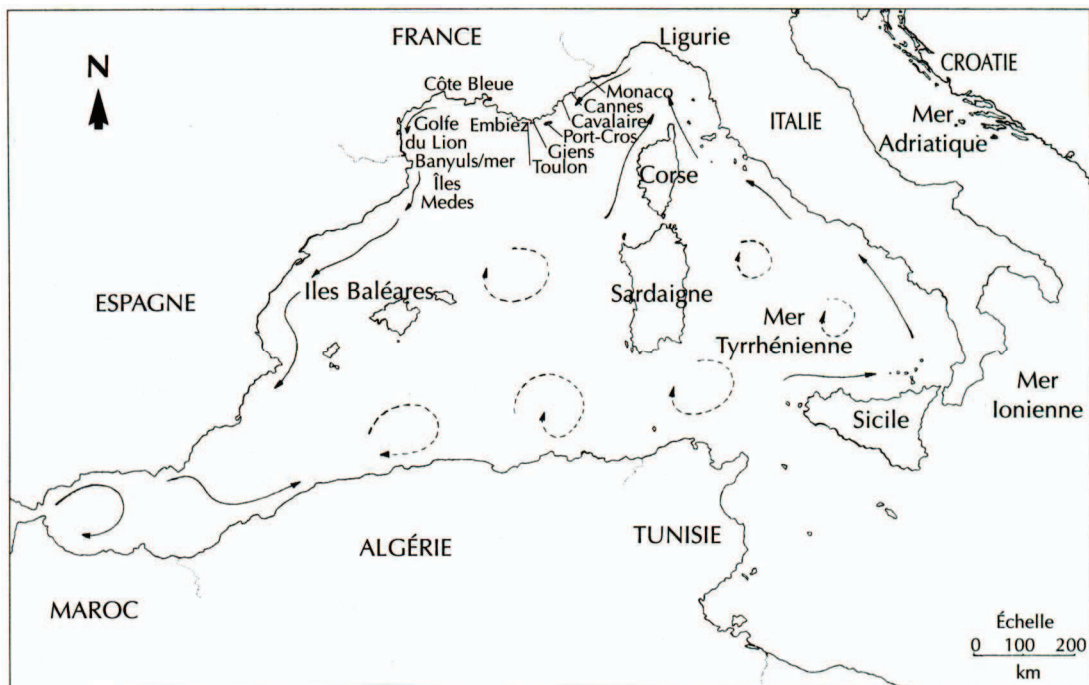 FRANCE
Ligurie
CROATIE
N
Côte Bleue
Monaco
Cannes
Cavalaire
Port-Cros
Giens
Toulon
Embiez
Golfe
du Lion
Banyuls/mer
Îles
Medes
ITALIE
Mer
Adriatique
Corse
ESPAGNE
Iles Baléares
Sardaigne
Mer
Tyrrhénienne
Mer
Ionienne
Sicile
ALGÉRIE
TUNISIE
MAROC
Échelle
0 100 200
km